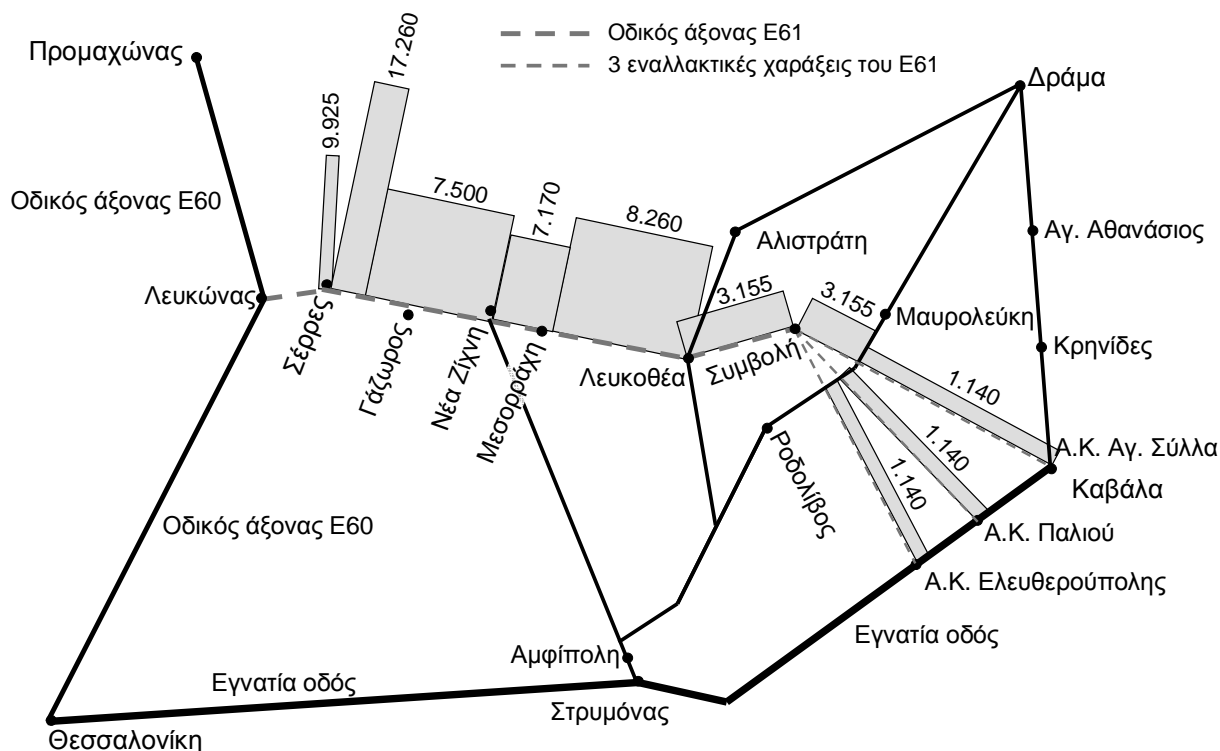 Προμαχώνας
9.925
17.260
Οδικός άξονας Ε61
3 εναλλακτικές χαράξεις του Ε61
Δράμα
Οδικός άξονας Ε60
7.500
7.170
8.260
Αλιστράτη
Αγ. Αθανάσιος
Λευκώνας
Σέρρες
Γάζωρος
Νέα Ζίχνη
Μεσορράχη
Λευκοθέα
3.155
Συμβολή
3.155
Μαυρολεύκη
Κρηνίδες
1.140
1.140
1.140
Ροδολίβος
Α.Κ. Αγ. Σύλλα
Καβάλα
Α.Κ. Παλιού
Α.Κ. Ελευθερούπολης
Οδικός άξονας Ε60
Εγνατία οδός
Αμφίπολη
Εγνατία οδός
Στρυμόνας
Θεσσαλονίκη